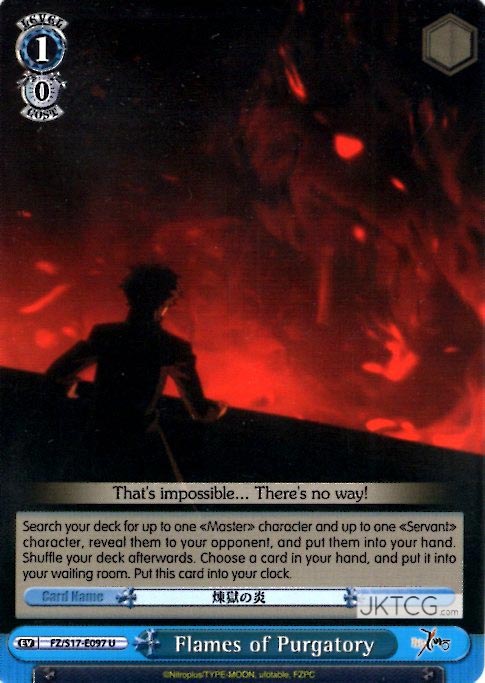 LEVEL
1
0
COST
That's impossible... There's no way!
Search your deck for up to one «Master» character and up to one «Servant»
character, reveal them to your opponent, and put them into your hand.
Shuffle your deck afterwards. Choose a card in your hand, and put it into
your waiting room. Put this card into your clock.
Card Name 煉獄の炎
JKTCG.com
EV FZ/S17-E097 U Flames of Purgatory
©Nitroplus/TYPE-MOON, ufotable, FZPC